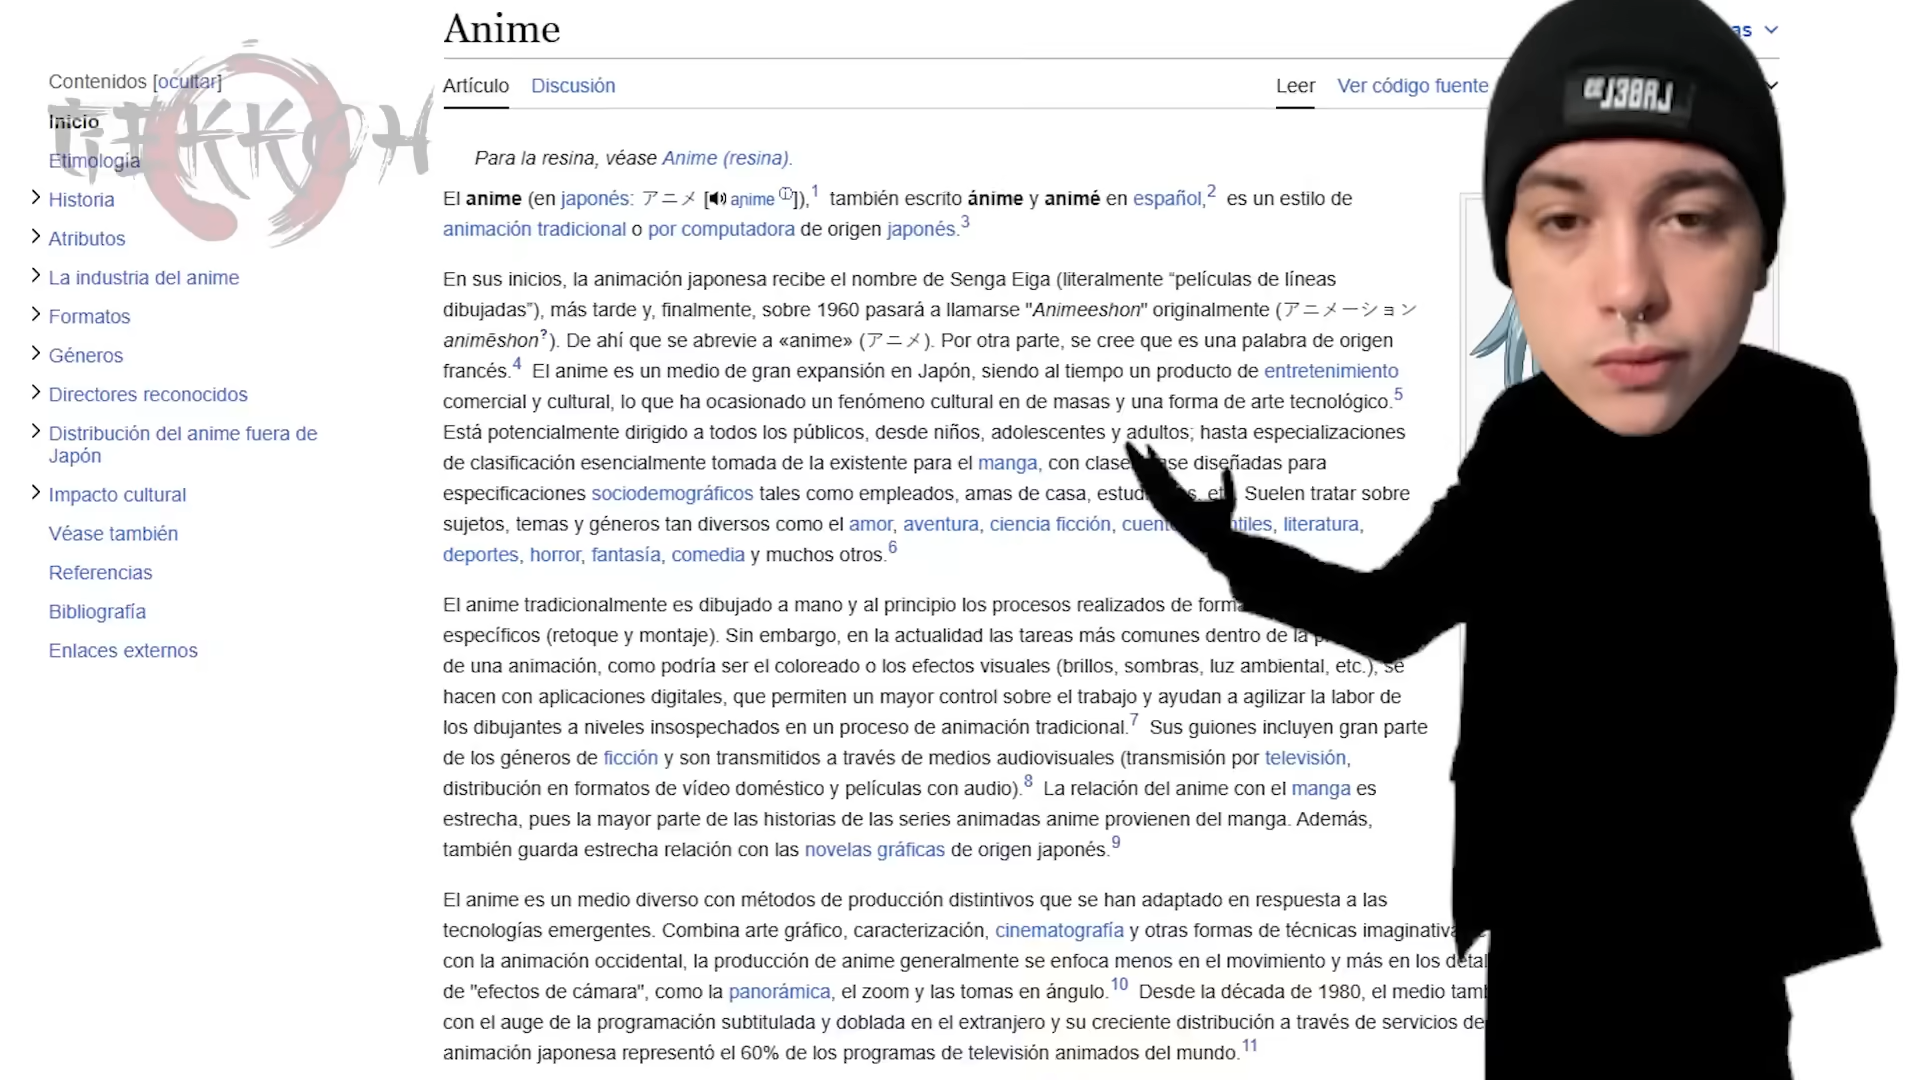 Anime
Contenidos [ocultar]
Inicio
Etimología
Historia
Atributos
La industria del anime
Formatos
Géneros
Directores reconocidos
Distribución del anime fuera de
Japón
Impacto cultural
Véase también
Referencias
Bibliografía
Enlaces externos
Artículo Discusión Leer Ver código fuente
Para la resina, véase Anime (resina).
El anime (en japonés: アニメ [anime ⓘ]),1 también escrito ánime y animé en español,2 es un estilo de
animación tradicional o por computadora de origen japonés.3
En sus inicios, la animación japonesa recibe el nombre de Senga Eiga (literalmente “películas de líneas
dibujadas”), más tarde y, finalmente, sobre 1960 pasará a llamarse "Animeeshon" originalmente (アニメーション
animēshon?). De ahí que se abrevie a «anime» (アニメ). Por otra parte, se cree que es una palabra de origen
francés.4 El anime es un medio de gran expansión en Japón, siendo al tiempo un producto de entretenimiento
comercial y cultural, lo que ha ocasionado un fenómeno cultural en de masas y una forma de arte tecnológico.5
Está potencialmente dirigido a todos los públicos, desde niños, adolescentes y adultos; hasta especializaciones
de clasificación esencialmente tomada de la existente para el manga, con diseñadas para
especificaciones sociodemográficos tales como empleados, amas de casa, Suelen tratar sobre
sujetos, temas y géneros tan diversos como el amor, aventura, ciencia ficción, literatura,
deportes, horror, fantasía, comedia y muchos otros.6
El anime tradicionalmente es dibujado a mano y al principio los procesos realizados de
específicos (retoque y montaje). Sin embargo, en la actualidad las tareas más comunes dentro de la
de una animación, como podría ser el coloreado o los efectos visuales (brillos, sombras, luz ambiental, etc.), se
hacen con aplicaciones digitales, que permiten un mayor control sobre el trabajo y ayudan a agilizar la labor de
los dibujantes a niveles insospechados en un proceso de animación tradicional.7 Sus guiones incluyen gran parte
de los géneros de ficción y son transmitidos a través de medios audiovisuales (transmisión por televisión,
distribución en formatos de vídeo doméstico y películas con audio).8 La relación del anime con el manga es
estrecha, pues la mayor parte de las historias de las series animadas anime provienen del manga. Además,
también guarda estrecha relación con las novelas gráficas de origen japonés.9
El anime es un medio diverso con métodos de producción distintivos que se han adaptado en respuesta a las
tecnologías emergentes. Combina arte gráfico, caracterización, cinematografía y otras formas de técnicas
con la animación occidental, la producción de anime generalmente se enfoca menos en el movimiento y más en los
de "efectos de cámara", como la panorámica, el zoom y las tomas en ángulo.10 Desde la década de 1980, el medio
con el auge de la programación subtitulada y doblada en el extranjero y su creciente distribución a través de servicios de
animación japonesa representó el 60% de los programas de televisión animados del mundo.11